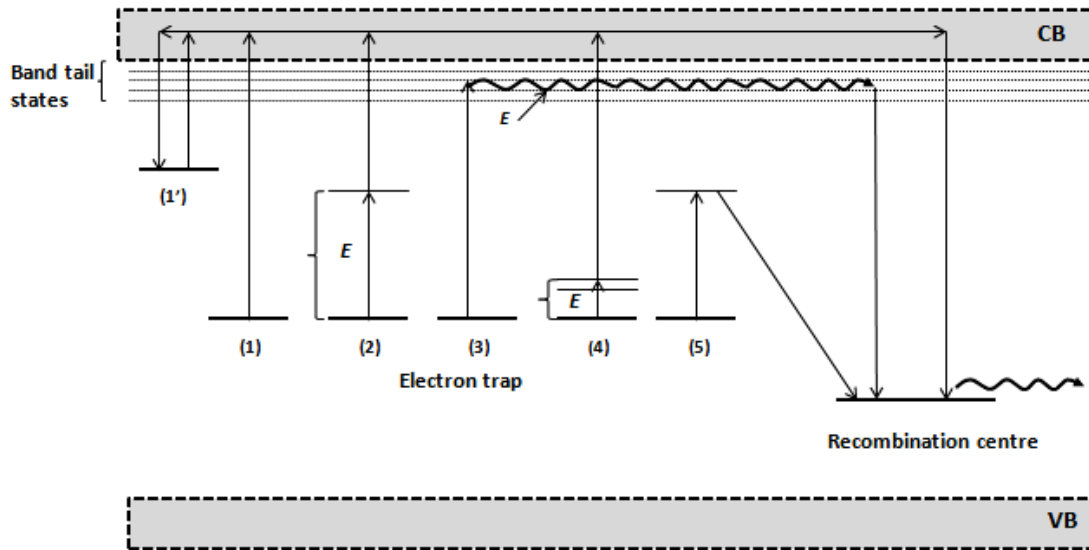 CB
Band tail
states
E
(1')
E
E
(1)
(2)
(3)
(4)
(5)
Electron trap
Recombination centre
VB